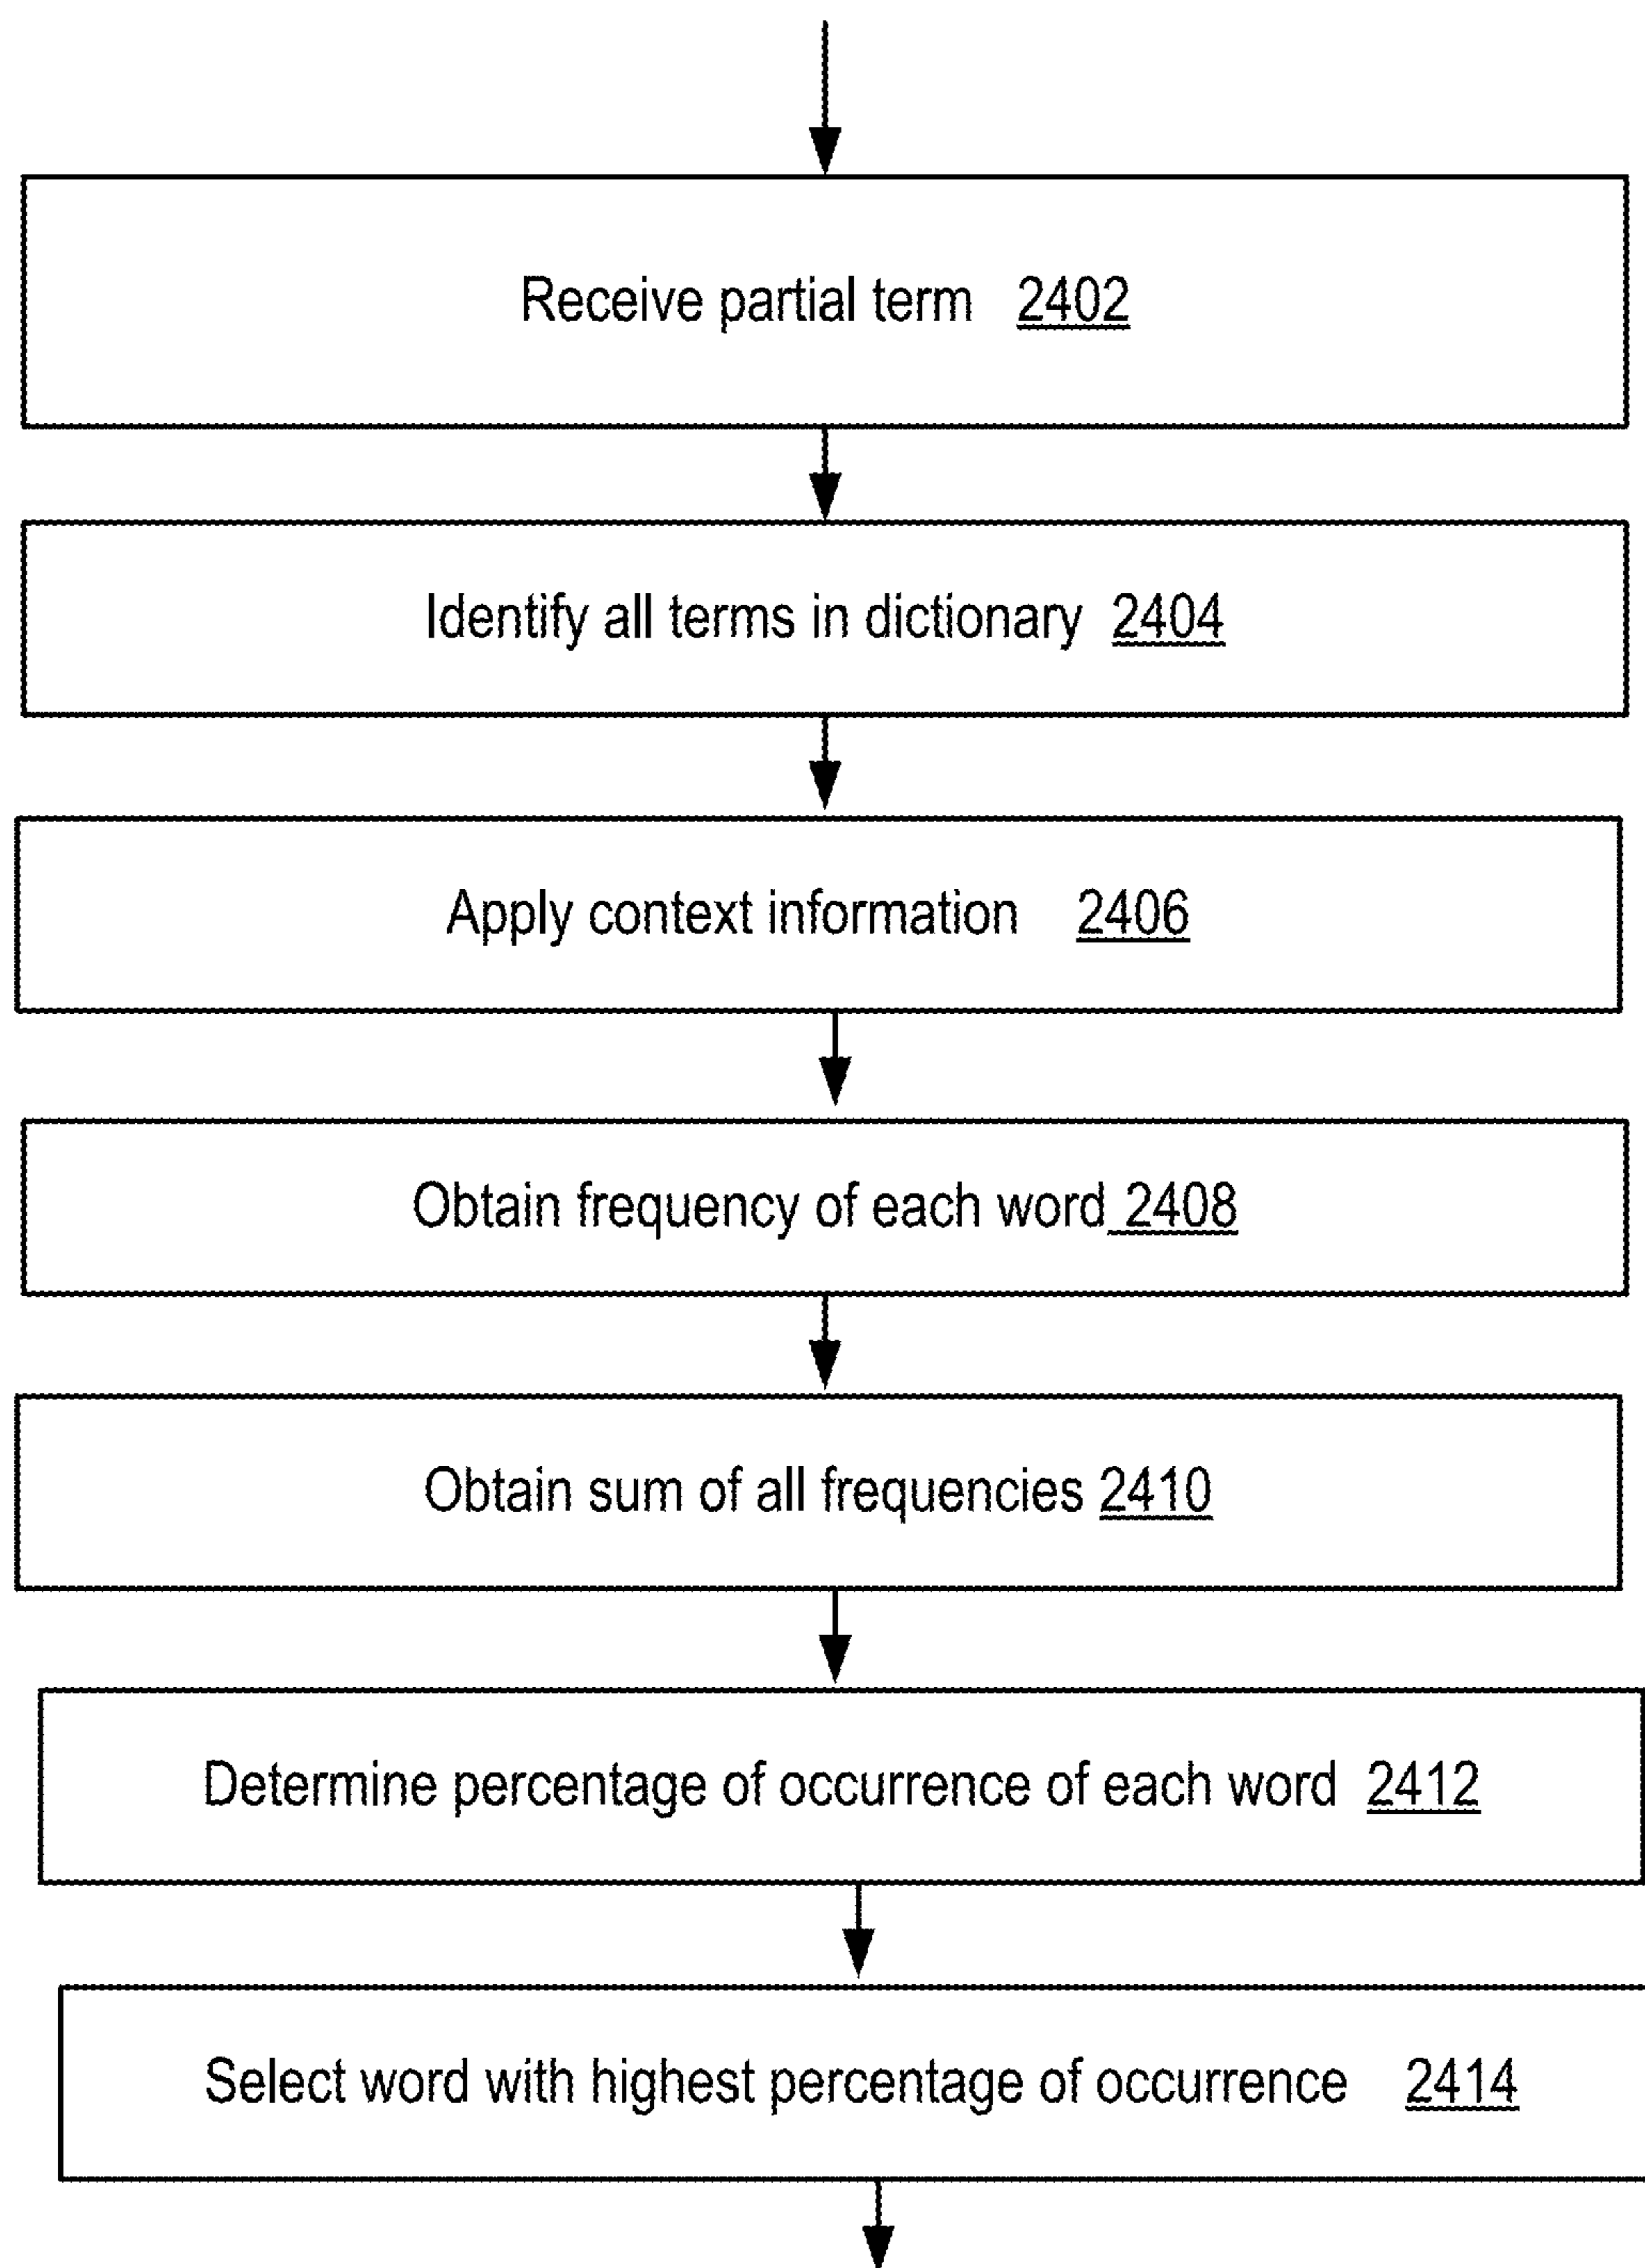 Receive partial term 2402
Identify all terms in dictionary 2404
Apply context information 2406
Obtain frequency of each word 2408
Obtain sum of all frequencies 2410
Determine percentage of occurrence of each word 2412
Select word with highest percentage of occurrence 2414